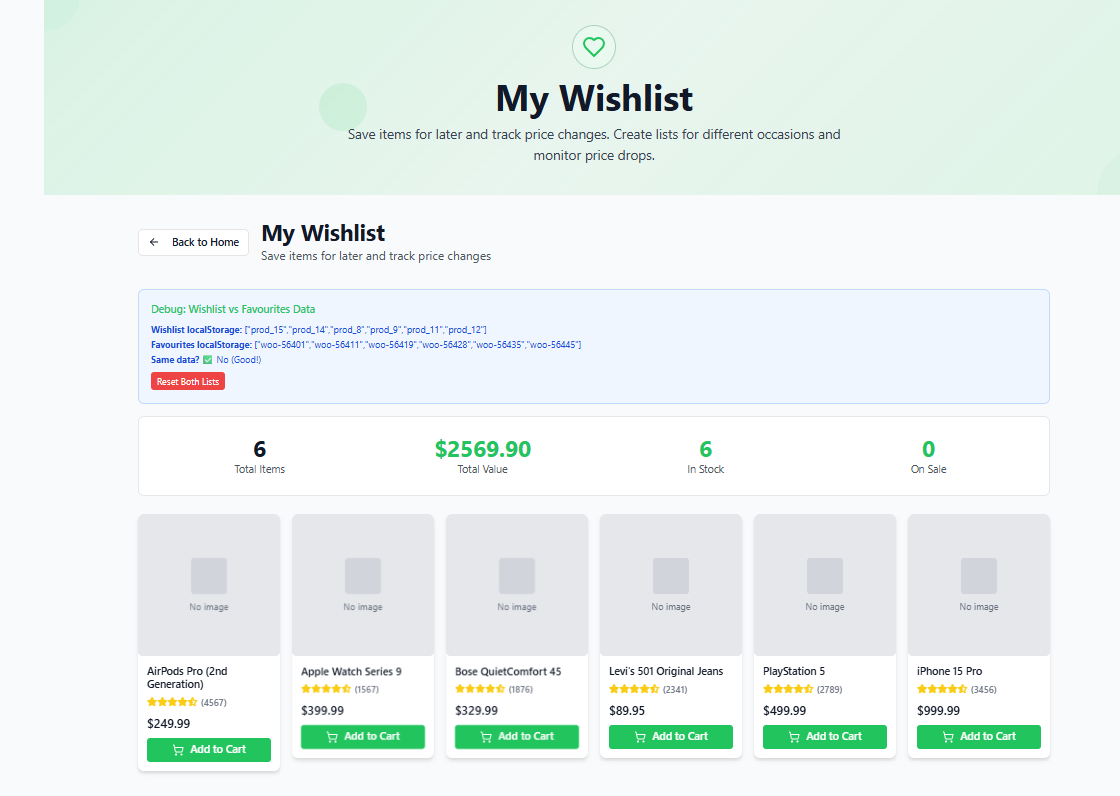 My Wishlist
Save items for later and track price changes. Create lists for different occasions and
monitor price drops.
Back to Home
My Wishlist
Save items for later and track price changes
Debug: Wishlist vs Favourites Data
Wishlist localStorage: ["prod_15","prod_14","prod_8","prod_9","prod_11","prod_12"]
Favourites localStorage: ["woo-56401","woo-56411","woo-56419","woo-56428","woo-56435","woo-56445"]
Same data? ✅ No (Good!)
Reset Both Lists
6
Total Items
$2569.90
Total Value
6
In Stock
0
On Sale
No image
AirPods Pro (2nd
Generation)
(4567)
$249.99
Add to Cart
No image
Apple Watch Series 9
(1567)
$399.99
Add to Cart
No image
Bose QuietComfort 45
(1876)
$329.99
Add to Cart
No image
Levi's 501 Original Jeans
(2341)
$89.95
Add to Cart
No image
PlayStation 5
(2789)
$499.99
Add to Cart
No image
iPhone 15 Pro
(3456)
$999.99
Add to Cart